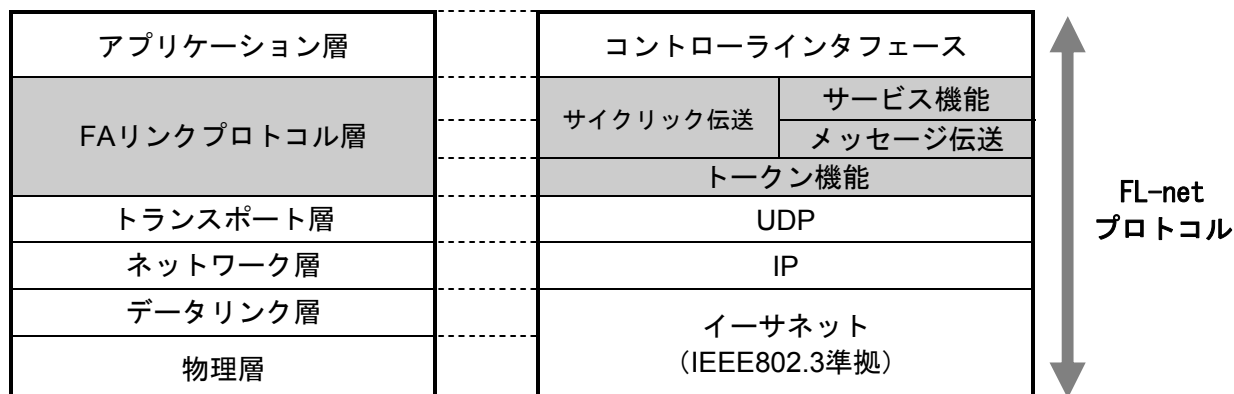 アプリケーション層
コントローラインタフェース
FAリンクプロトコル層
サイクリック伝送
サービス機能
メッセージ伝送
トークン機能
トランスポート層
UDP
ネットワーク層
IP
データリンク層
物理層
イーサネット
（IEEE802.3準拠）
FL-net
プロトコル